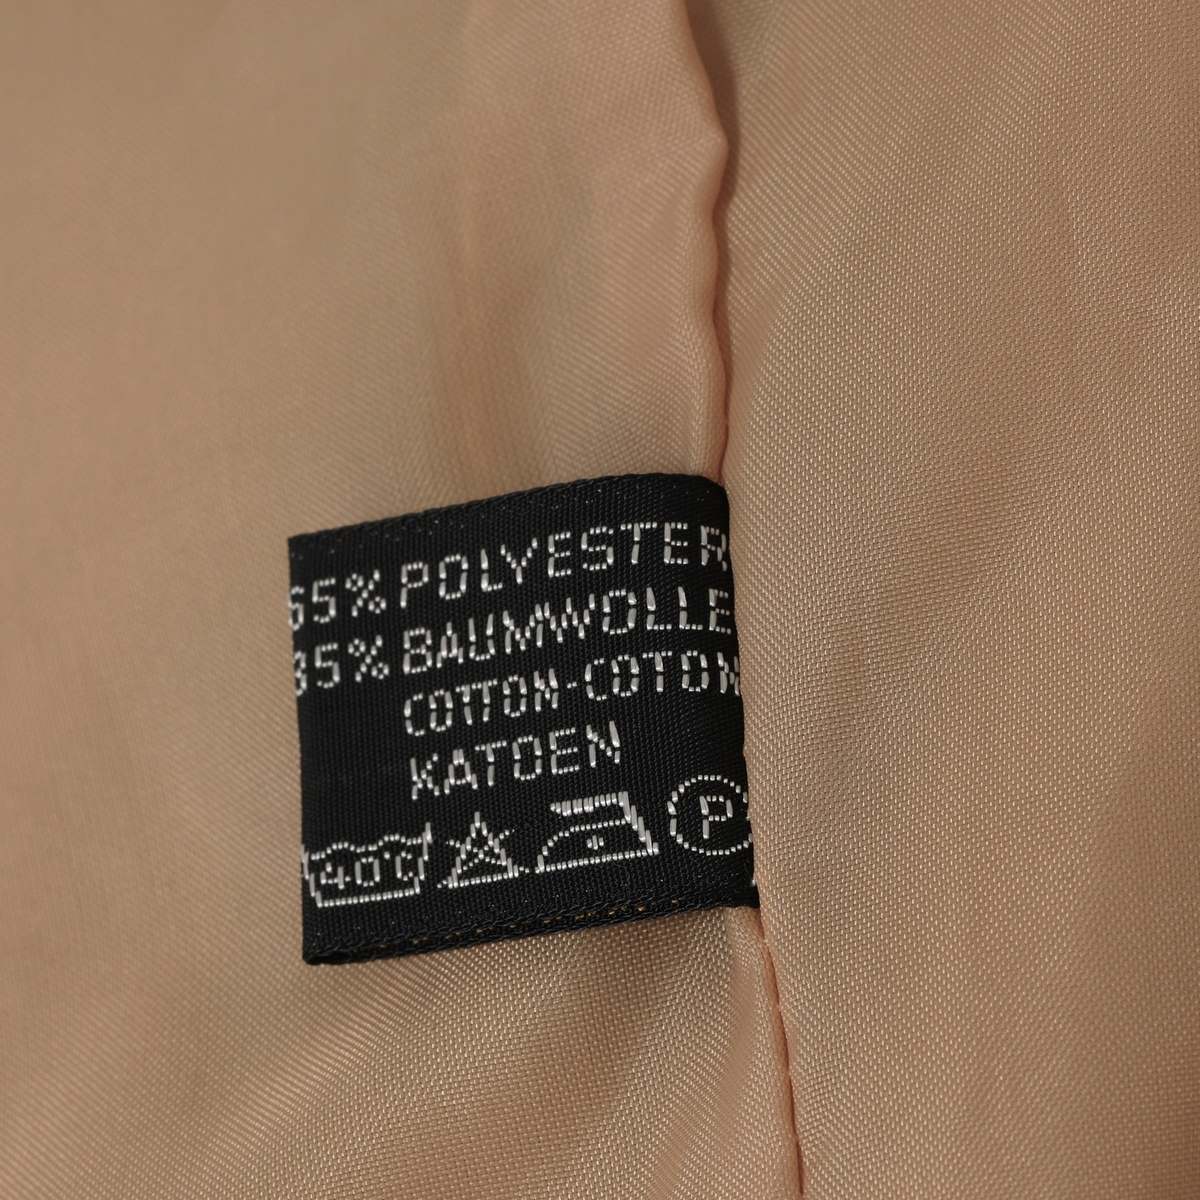 65% POLYESTER
35% BAUMWOLLE
COTTON-COTON
KATOEN
40°C P